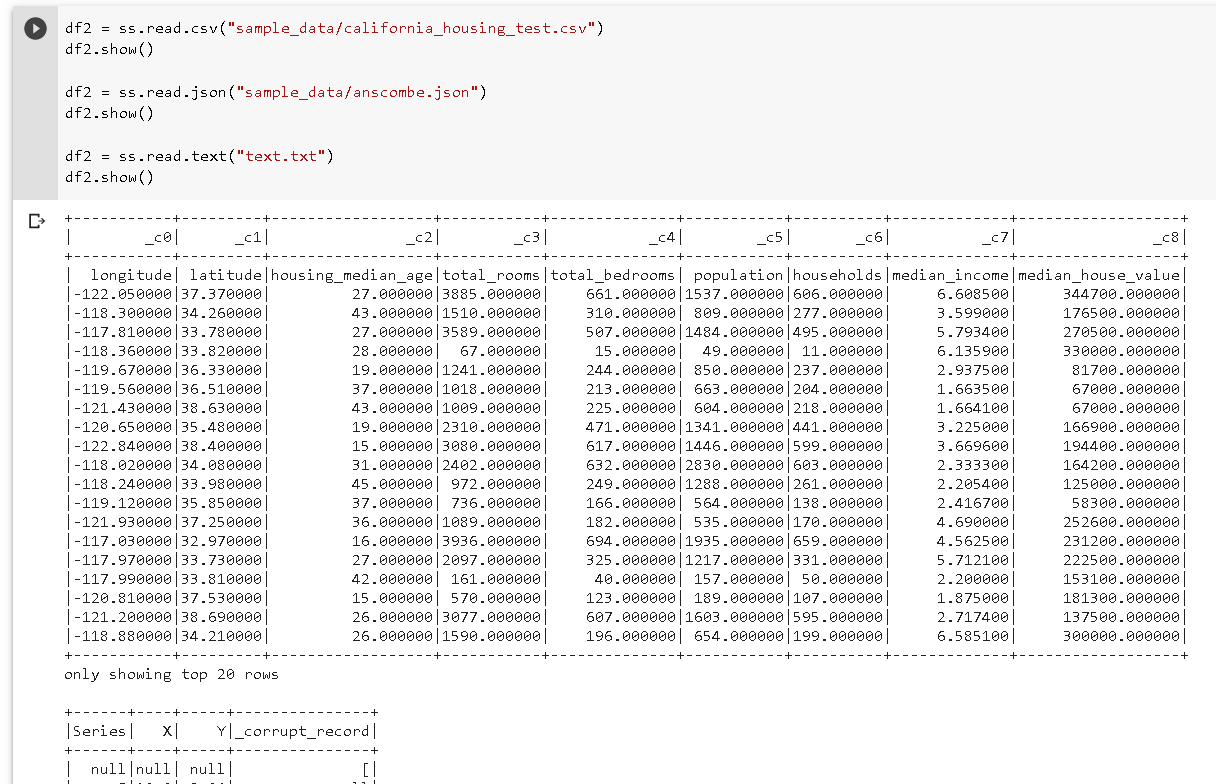 df2 = ss.read.csv("sample_data/california_housing_test.csv")
df2.show()

df2 = ss.read.json("sample_data/anscombe.json")
df2.show()

df2 = ss.read.text("text.txt")
df2.show()

+-----------+---------+------------------+-----------+--------------+-----------+----------+-------------+------------------+
|        _c0|      _c1|               _c2|        _c3|           _c4|        _c5|       _c6|          _c7|               _c8|
+-----------+---------+------------------+-----------+--------------+-----------+----------+-------------+------------------+
|  longitude| latitude|housing_median_age|total_rooms|total_bedrooms| population|households|median_income|median_house_value|
|-122.050000|37.370000|         27.000000|3885.000000|    661.000000|1537.000000|606.000000|     6.608500|     344700.000000|
|-118.300000|34.260000|         43.000000|1510.000000|    310.000000| 809.000000|277.000000|     3.599000|     176500.000000|
|-117.810000|33.780000|         27.000000|3589.000000|    507.000000|1484.000000|495.000000|     5.793400|     270500.000000|
|-118.360000|33.820000|         28.000000|  67.000000|     15.000000|  49.000000| 11.000000|     6.135900|     330000.000000|
|-119.670000|36.330000|         19.000000|1241.000000|    244.000000| 850.000000|237.000000|     2.937500|      81700.000000|
|-119.560000|36.510000|         37.000000|1018.000000|    213.000000| 663.000000|204.000000|     1.663500|      67000.000000|
|-121.430000|38.630000|         43.000000|1009.000000|    225.000000| 604.000000|218.000000|     1.664100|      67000.000000|
|-120.650000|35.480000|         19.000000|2310.000000|    471.000000|1341.000000|441.000000|     3.225000|     166900.000000|
|-122.840000|38.400000|         15.000000|3080.000000|    617.000000|1446.000000|599.000000|     3.669600|     194400.000000|
|-118.020000|34.080000|         31.000000|2402.000000|    632.000000|2830.000000|603.000000|     2.333300|     164200.000000|
|-118.240000|33.980000|         45.000000| 972.000000|    249.000000|1288.000000|261.000000|     2.205400|     125000.000000|
|-119.120000|35.850000|         37.000000| 736.000000|    166.000000| 564.000000|138.000000|     2.416700|      58300.000000|
|-121.930000|37.250000|         36.000000|1089.000000|    182.000000| 535.000000|170.000000|     4.690000|     252600.000000|
|-117.030000|32.970000|         16.000000|3936.000000|    694.000000|1935.000000|659.000000|     4.562500|     231200.000000|
|-117.970000|33.730000|         27.000000|2097.000000|    325.000000|1217.000000|331.000000|     5.712100|     222500.000000|
|-117.990000|33.810000|         42.000000| 161.000000|     40.000000| 157.000000| 50.000000|     2.200000|     153100.000000|
|-120.810000|37.530000|         15.000000| 570.000000|    123.000000| 189.000000|107.000000|     1.875000|     181300.000000|
|-121.200000|38.690000|         26.000000|3077.000000|    607.000000|1603.000000|595.000000|     2.717400|     137500.000000|
|-118.880000|34.210000|         26.000000|1590.000000|    196.000000| 654.000000|199.000000|     6.585100|     300000.000000|
+-----------+---------+------------------+-----------+--------------+-----------+----------+-------------+------------------+
only showing top 20 rows

+------+----+-----+---------------+
|Series|   X|    Y|_corrupt_record|
+------+----+-----+---------------+
|  null|null| null|              [|